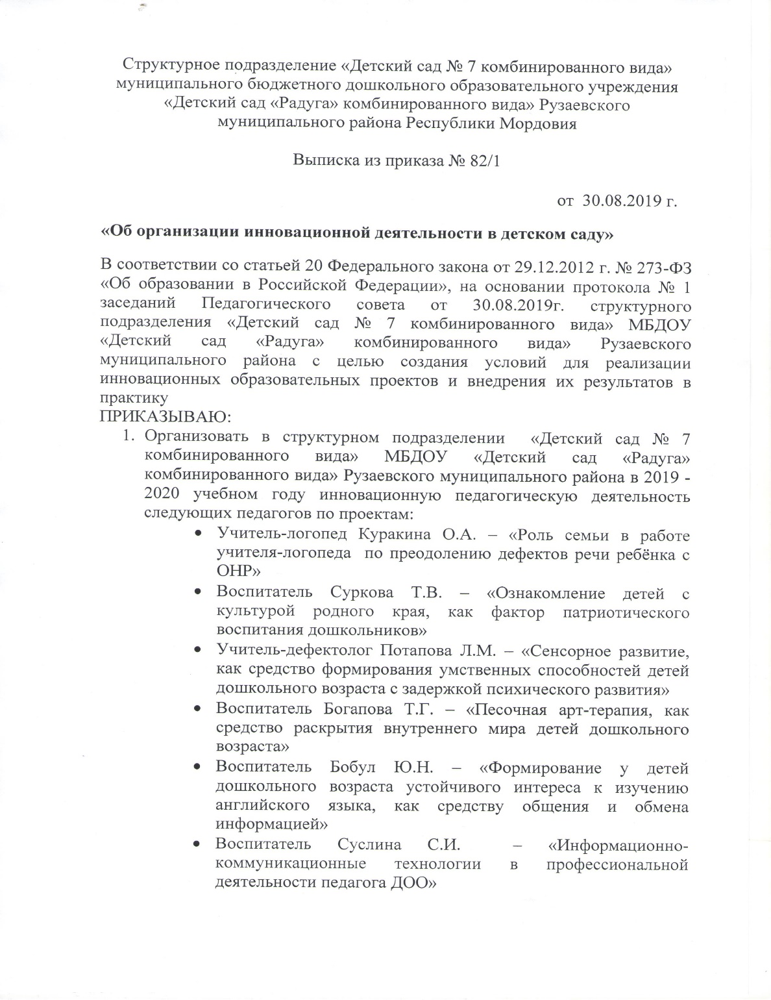 Структурное подразделение «Детский сад № 7 комбинированного вида»
муниципального бюджетного дошкольного образовательного учреждения
«Детский сад «Радуга» комбинированного вида» Рузаевского
муниципального района Республики Мордовия
Выписка из приказа № 82/1
от 30.08.2019 г.
«Об организации инновационной деятельности в детском саду»
В соответствии со статьей 20 Федерального закона от 29.12.2012 г. № 273-ФЗ
«Об образовании в Российской Федерации», на основании протокола № 1
заседаний Педагогического совета от 30.08.2019г. структурного
подразделения «Детский сад № 7 комбинированного вида» МБДОУ
«Детский сад «Радуга» комбинированного вида» Рузаевского
муниципального района с целью создания условий для реализации
инновационных образовательных проектов и внедрения их результатов в
практику
ПРИКАЗЫВАЮ:
1. Организовать в структурном подразделении «Детский сад № 7
комбинированного вида» МБДОУ «Детский сад «Радуга»
комбинированного вида» Рузаевского муниципального района в 2019 -
2020 учебном году инновационную педагогическую деятельность
следующих педагогов по проектам:
• Учитель-логопед Куракина О.А. – «Роль семьи в работе
учителя-логопеда по преодолению дефектов речи ребёнка с
ОНР»
• Воспитатель Суркова Т.В. – «Ознакомление детей с
культурой родного края, как фактор патриотического
воспитания дошкольников»
• Учитель-дефектолог Потапова Л.М. – «Сенсорное развитие,
как средство формирования умственных способностей детей
дошкольного возраста с задержкой психического развития»
• Воспитатель Богапова Т.Г. – «Песочная арт-терапия, как
средство раскрытия внутреннего мира детей дошкольного
возраста»
• Воспитатель Бобул Ю.Н. – «Формирование у детей
дошкольного возраста устойчивого интереса к изучению
английского языка, как средству общения и обмена
информацией»
• Воспитатель Суслина С.И. – «Информационно-
коммуникационные технологии в профессиональной
деятельности педагога ДОО»